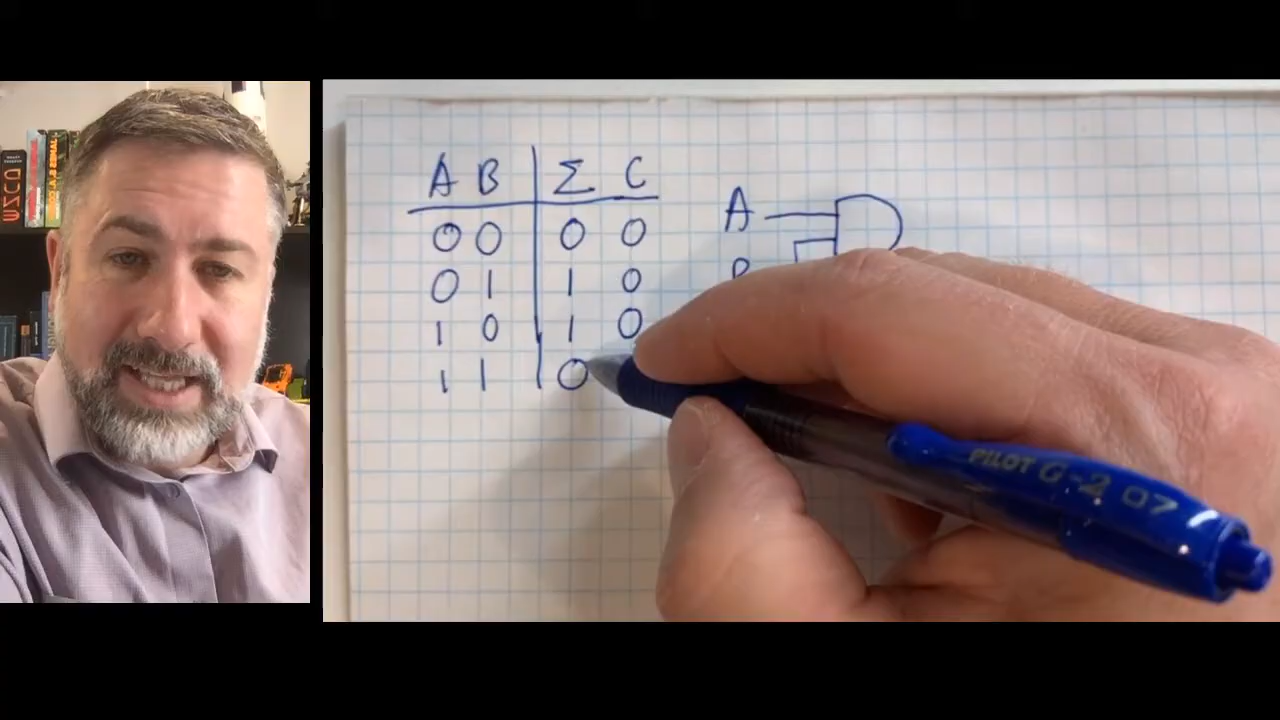 A B Σ C
0 0 0 0
0 1 1 0
1 0 1 0
1 1 0
A
PILOT G-2 07